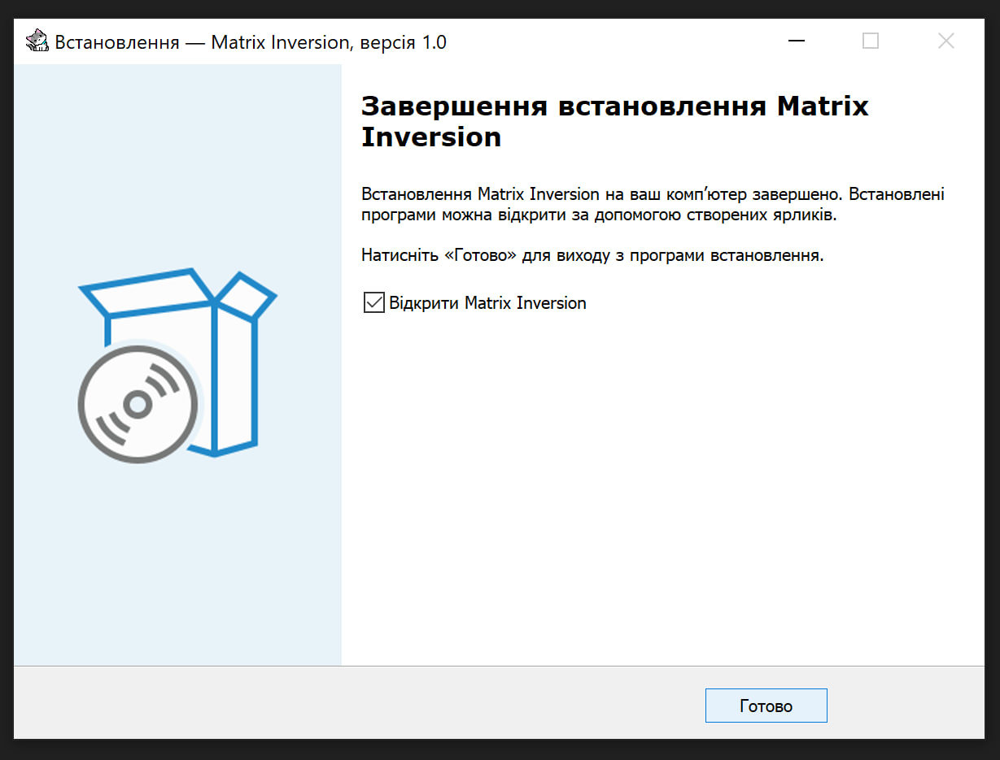 Встановлення — Matrix Inversion, версія 1.0
Завершення встановлення Matrix
Inversion
Встановлення Matrix Inversion на ваш комп’ютер завершено. Встановлені
програми можна відкрити за допомогою створених ярликів.
Натисніть «Готово» для виходу з програми встановлення.
Відкрити Matrix Inversion
Готово